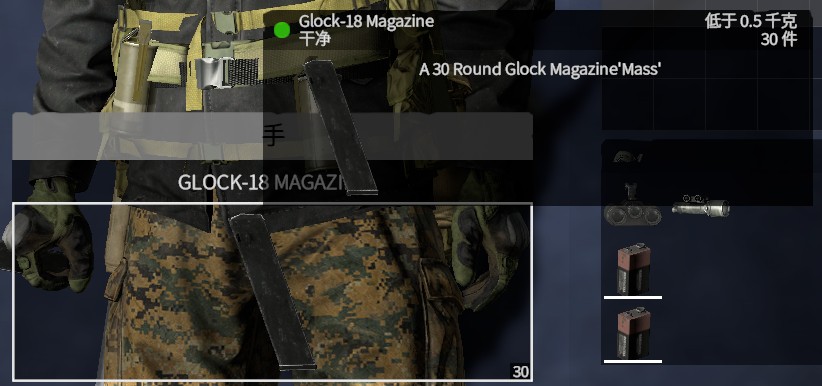 Glock-18 Magazine
干净
低于 0.5 千克
30 件
A 30 Round Glock Magazine'Mass'
手
GLOCK-18 MAGAZI
30